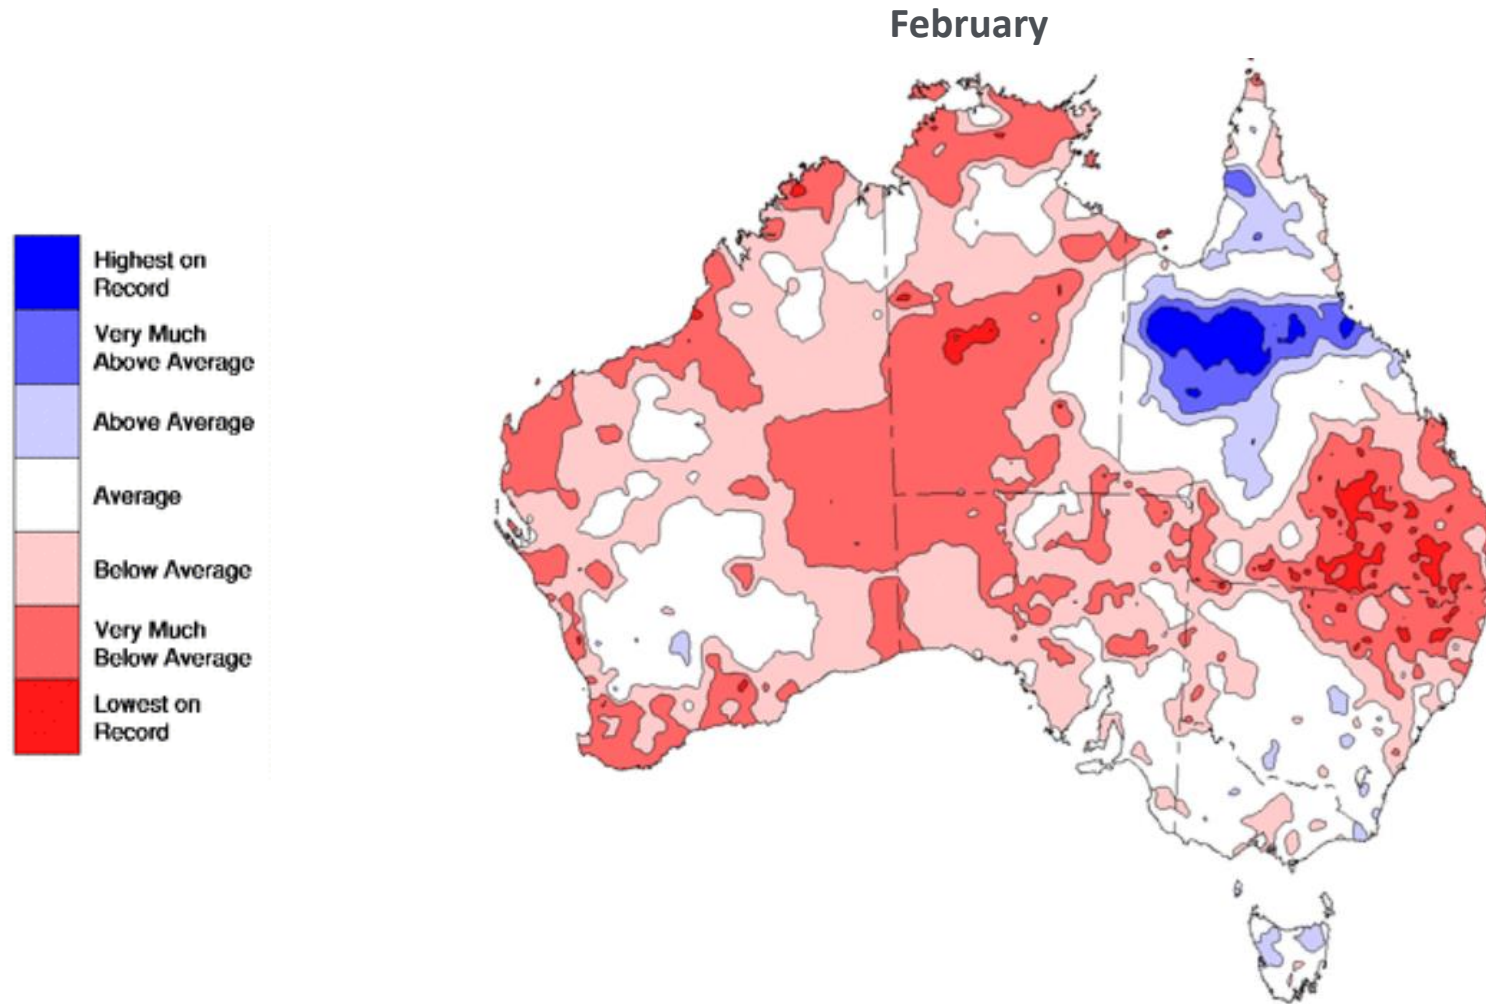 February
Highest on
Record
Very Much
Above Average
Above Average
Average
Below Average
Very Much
Below Average
Lowest on
Record